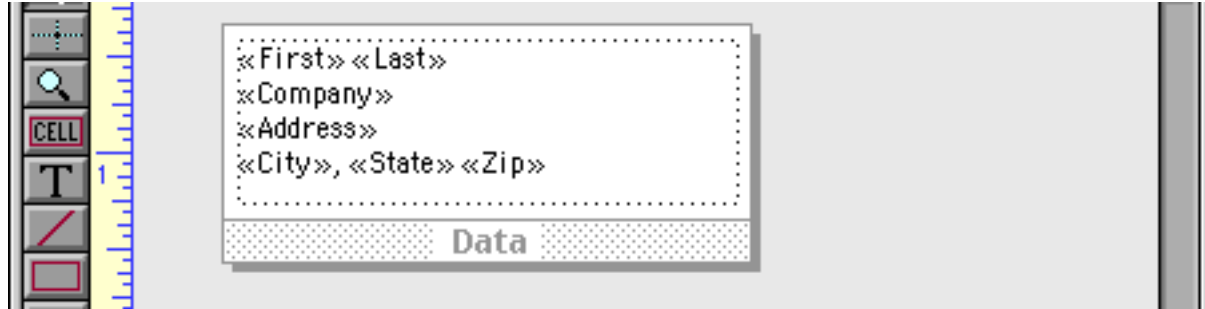 «First» «Last»
«Company»
«Address»
«City», «State» «Zip»
Data
CELL
T
1